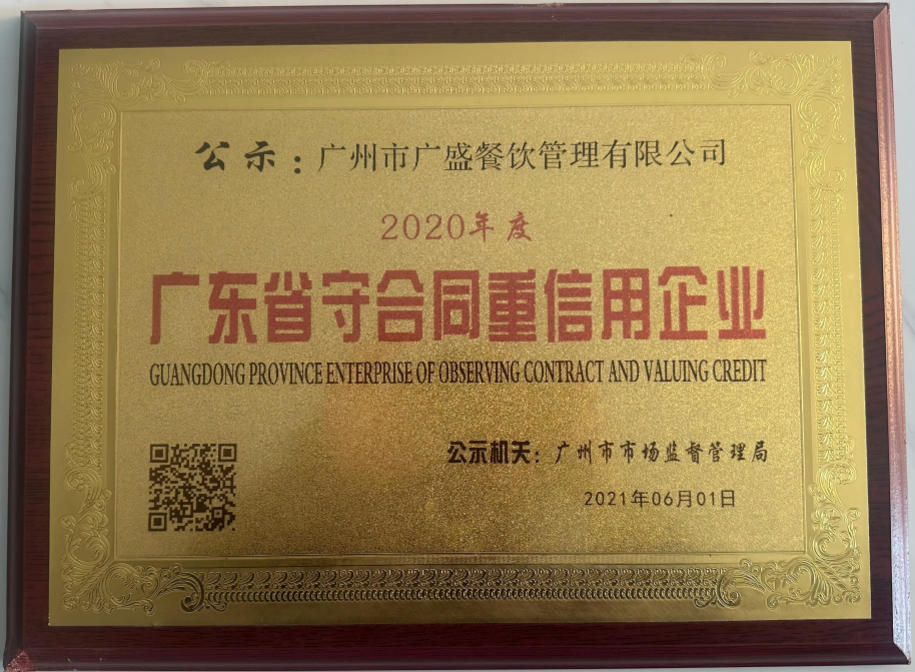 公示：广州市广盛餐饮管理有限公司
2020年度
广东省守合同重信用企业
GUANGDONG PROVINCE ENTERPRISE OF OBSERVING CONTRACT AND VALUING CREDIT
公示机关：广州市市场监督管理局
2021年06月01日